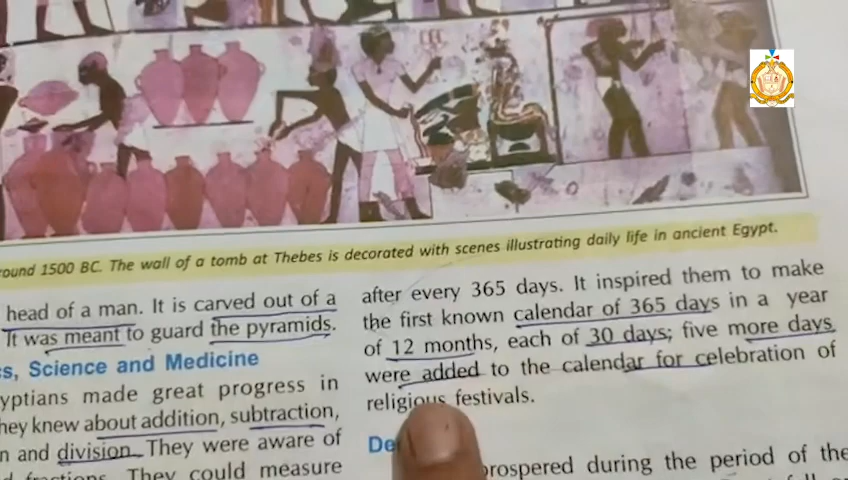 round 1500 BC. The wall of a tomb at Thebes is decorated with scenes illustrating daily life in ancient Egypt.
head of a man. It is carved out of a
It was meant to guard the pyramids.
s, Science and Medicine
yptians made great progress in
hey knew about addition, subtraction,
n and division. They were aware of
fractions. They could measure
after every 365 days. It inspired them to make
the first known calendar of 365 days in a year
of 12 months, each of 30 days; five more days
were added to the calendar for celebration of
religious festivals.
De
prospered during the period of the